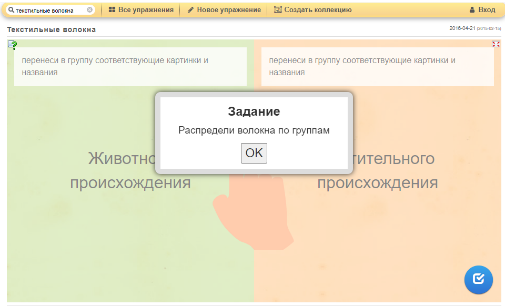 текстильные волокна
Все упражнения
Новое упражнение
Создать коллекцию
Вход
Текстильные волокна
2016-04-21
перенеси в группу соответствующие картинки и
названия
перенеси в группу соответствующие картинки и
названия
Задание
Распредели волокна по группам
OK
происхождения
происхождения